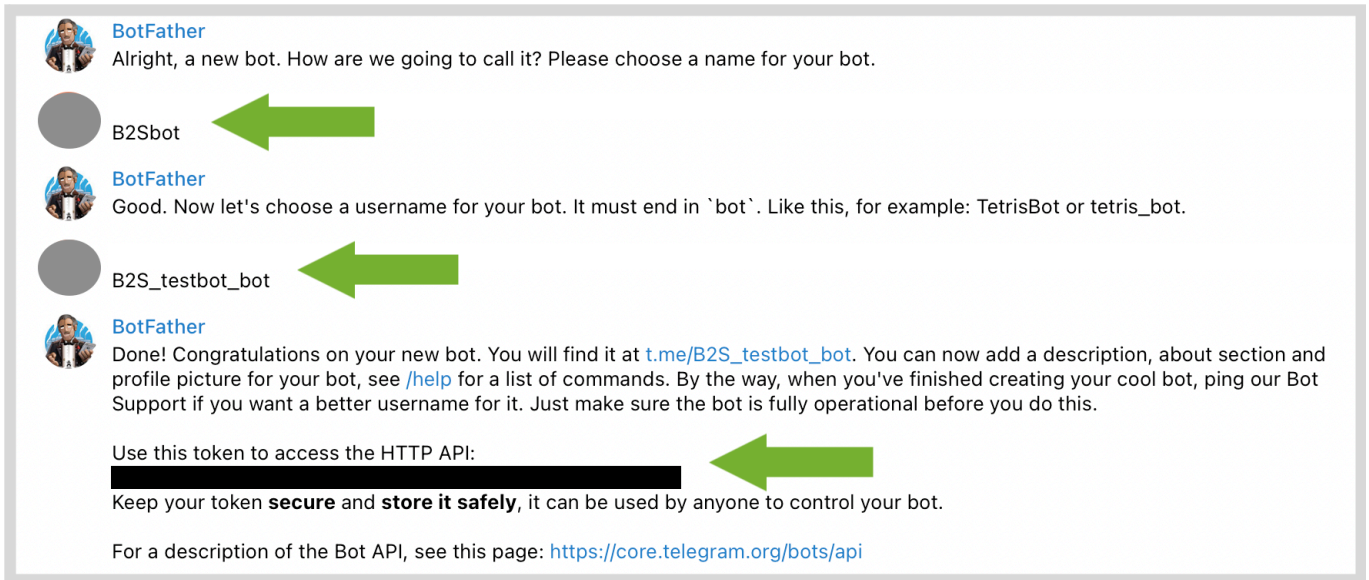 BotFather
Alright, a new bot. How are we going to call it? Please choose a name for your bot.
B2Sbot
BotFather
Good. Now let's choose a username for your bot. It must end in `bot`. Like this, for example: TetrisBot or tetris_bot.
B2S_testbot_bot
BotFather
Done! Congratulations on your new bot. You will find it at t.me/B2S_testbot_bot. You can now add a description, about section and
profile picture for your bot, see /help for a list of commands. By the way, when you've finished creating your cool bot, ping our Bot
Support if you want a better username for it. Just make sure the bot is fully operational before you do this.
Use this token to access the HTTP API:
Keep your token secure and store it safely, it can be used by anyone to control your bot.
For a description of the Bot API, see this page: https://core.telegram.org/bots/api